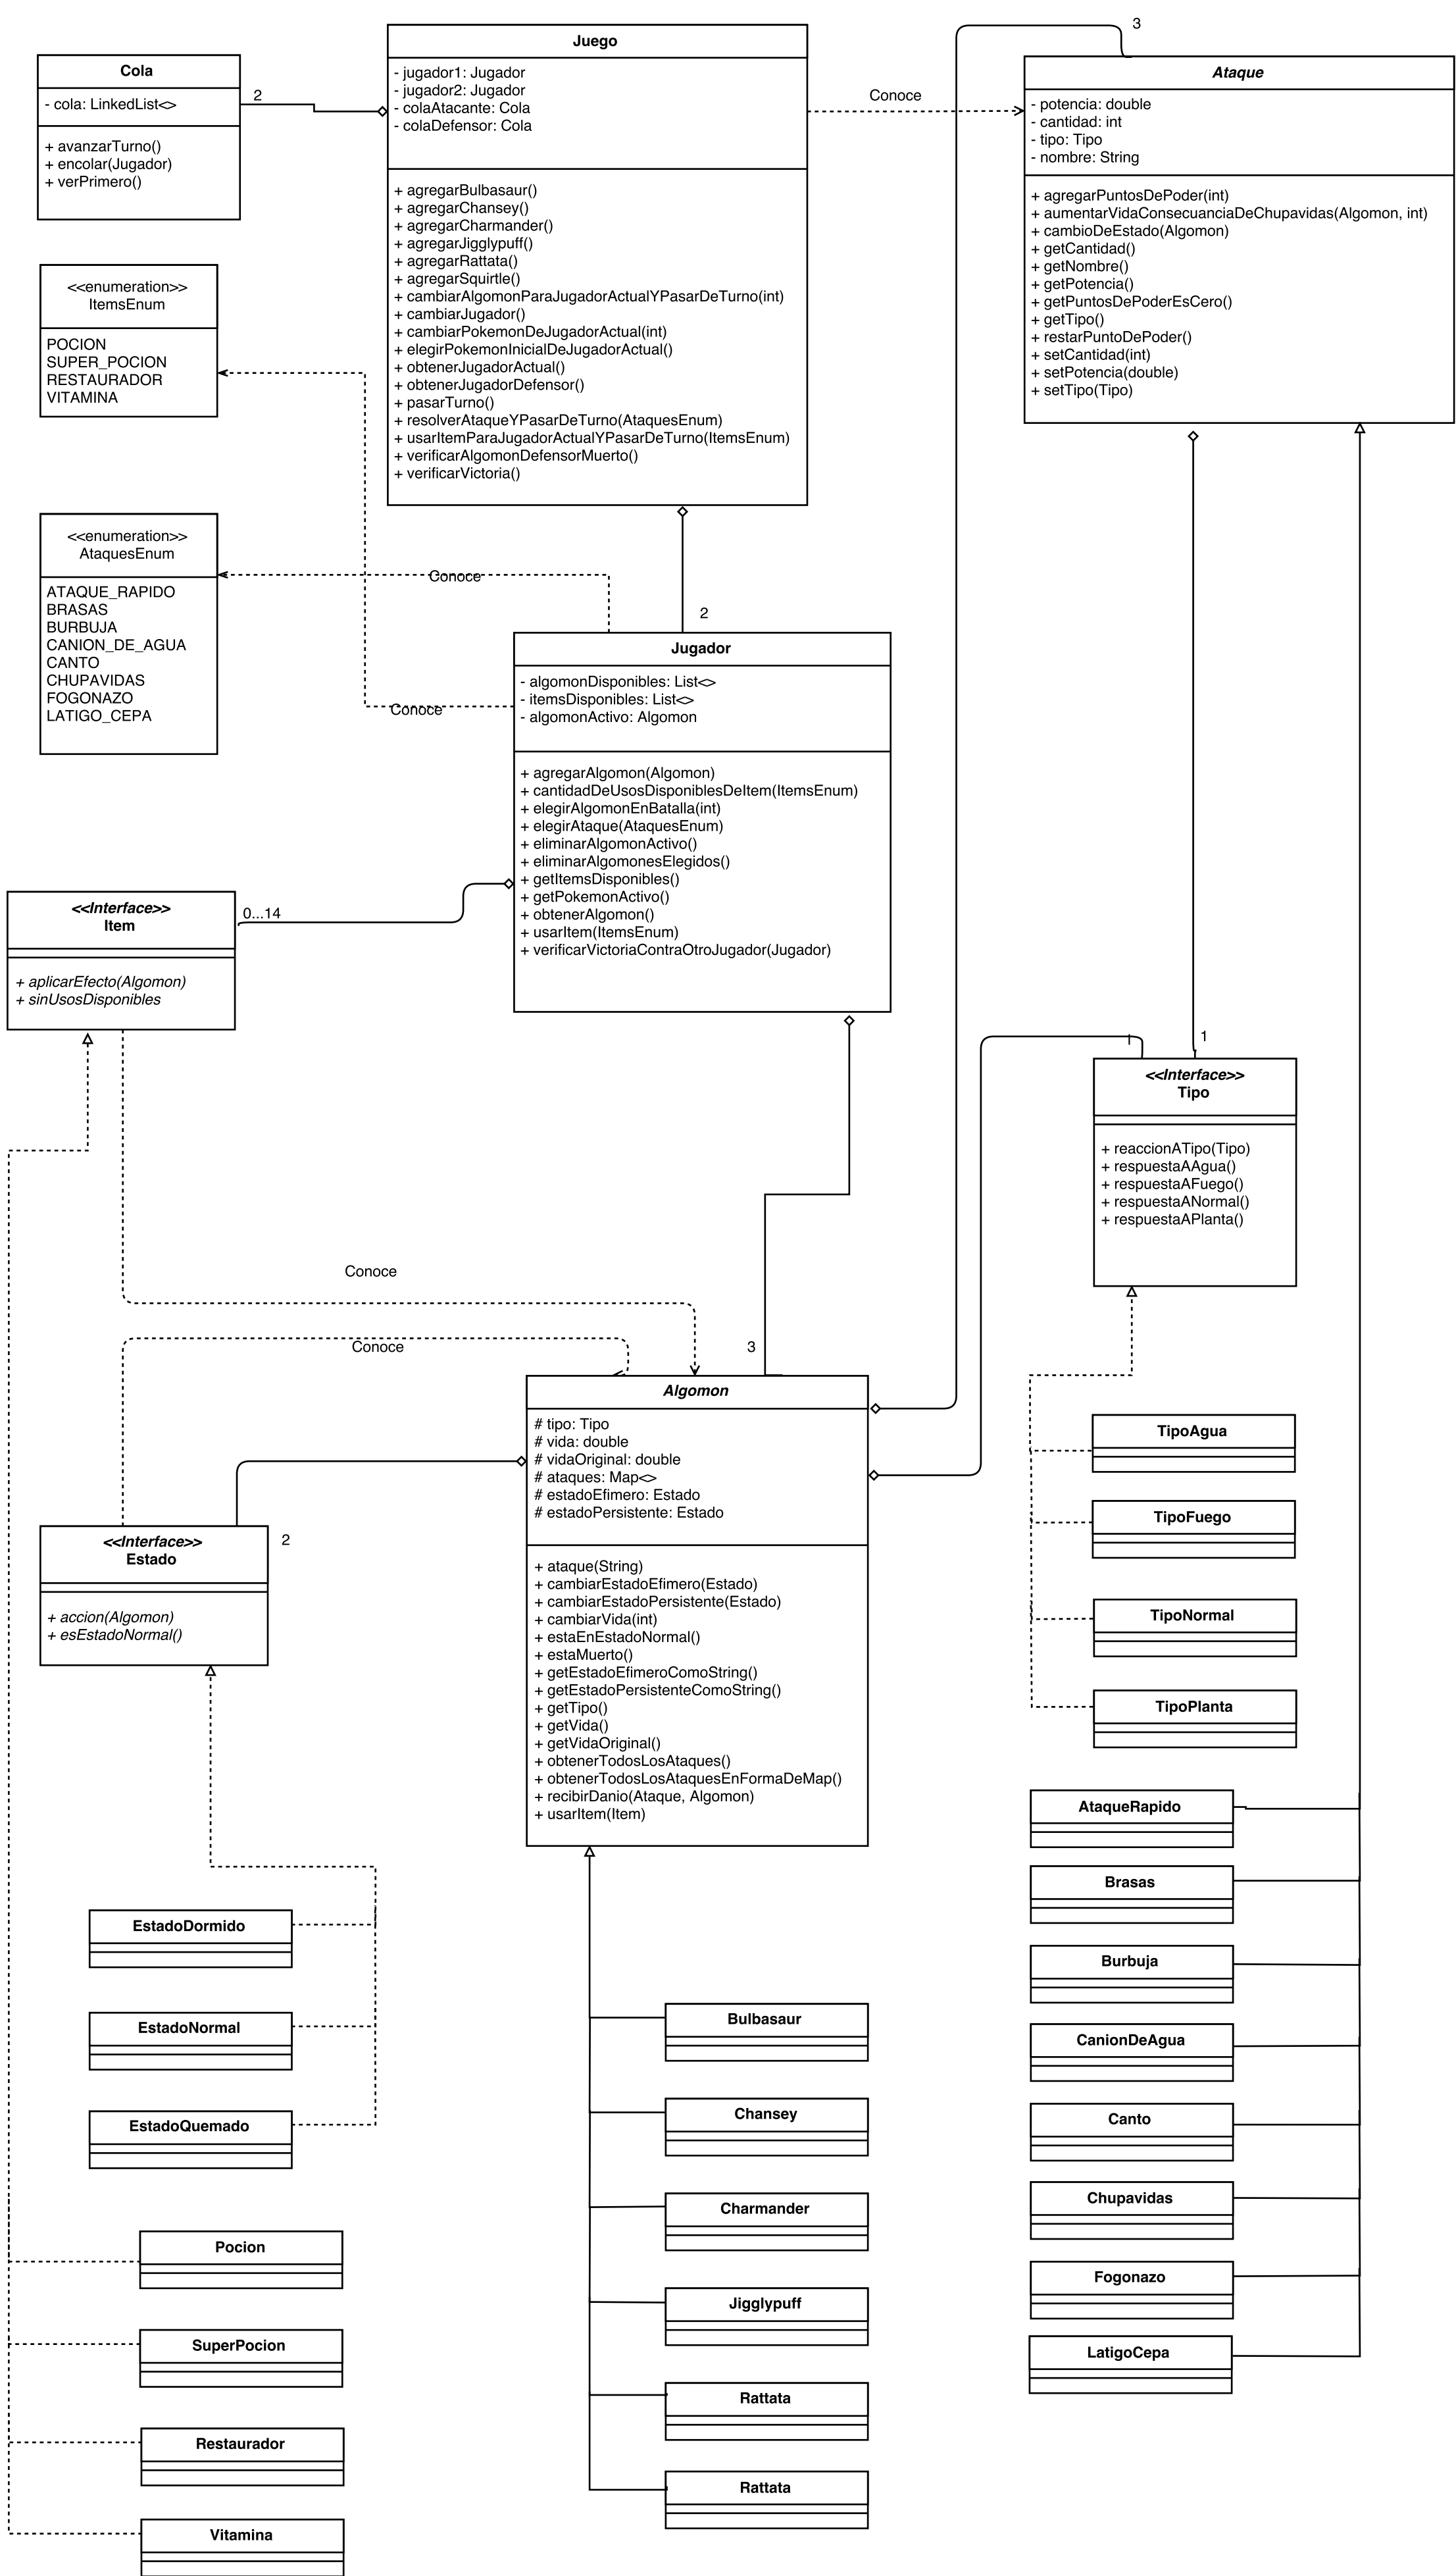 Cola
- cola: LinkedList<>
+ avanzarTurno()
+ encolar(Jugador)
+ verPrimero()
2
Juego
- jugador1: Jugador
- jugador2: Jugador
- colaAtacante: Cola
- colaDefensor: Cola
+ agregarBulbasaur()
+ agregarChansey()
+ agregarCharmander()
+ agregarJigglypuff()
+ agregarRattata()
+ agregarSquirtle()
+ cambiarAlgomonParaJugadorActualYPasarDeTurno(int)
+ cambiarJugador()
+ cambiarPokemonDeJugadorActual(int)
+ elegirPokemonInicialDeJugadorActual()
+ obtenerJugadorActual()
+ obtenerJugadorDefensor()
+ pasarTurno()
+ resolverAtaqueYPasarDeTurno(AtaquesEnum)
+ usarItemParaJugadorActualYPasarDeTurno(ItemsEnum)
+ verificarAlgomonDefensorMuerto()
+ verificarVictoria()
Conoce
3
Ataque
- potencia: double
- cantidad: int
- tipo: Tipo
- nombre: String
+ agregarPuntosDePoder(int)
+ aumentarVidaConsecuanciaDeChupavidas(Algomon, int)
+ cambioDeEstado(Algomon)
+ getCantidad()
+ getNombre()
+ getPotencia()
+ getPuntosDePoderEsCero()
+ getTipo()
+ restarPuntoDePoder()
+ setCantidad(int)
+ setPotencia(double)
+ setTipo(Tipo)
<<enumeration>>
ItemsEnum
POCION
SUPER_POCION
RESTAURADOR
VITAMINA
<<enumeration>>
AtaquesEnum
ATAQUE_RAPIDO
BRASAS
BURBUJA
CANION_DE_AGUA
CANTO
CHUPAVIDAS
FOGONAZO
LATIGO_CEPA
Conoce
2
Conoce
Jugador
- algomonDisponibles: List<>
- itemsDisponibles: List<>
- algomonActivo: Algomon
+ agregarAlgomon(Algomon)
+ cantidadDeUsosDisponiblesDeItem(ItemsEnum)
+ elegirAlgomonEnBatalla(int)
+ elegirAtaque(AtaquesEnum)
+ eliminarAlgomonActivo()
+ eliminarAlgomonesElegidos()
+ getItemsDisponibles()
+ getPokemonActivo()
+ obtenerAlgomon()
+ usarItem(ItemsEnum)
+ verificarVictoriaContraOtroJugador(Jugador)
<<Interface>>
Item
+ aplicarEfecto(Algomon)
+ sinUsosDisponibles
0...14
1
1
<<Interface>>
Tipo
+ reaccionATipo(Tipo)
+ respuestaAAgua()
+ respuestaAFuego()
+ respuestaANormal()
+ respuestaAPlanta()
Conoce
Conoce
3
Algomon
# tipo: Tipo
# vida: double
# vidaOriginal: double
# ataques: Map<>
# estadoEfimero: Estado
# estadoPersistente: Estado
+ ataque(String)
+ cambiarEstadoEfimero(Estado)
+ cambiarEstadoPersistente(Estado)
+ cambiarVida(int)
+ estaEnEstadoNormal()
+ estaMuerto()
+ getEstadoEfimeroComoString()
+ getEstadoPersistenteComoString()
+ getTipo()
+ getVida()
+ getVidaOriginal()
+ obtenerTodosLosAtaques()
+ obtenerTodosLosAtaquesEnFormaDeMap()
+ recibirDanio(Ataque, Algomon)
+ usarItem(Item)
<<Interface>>
Estado
+ accion(Algomon)
+ esEstadoNormal()
2
TipoAgua
TipoFuego
TipoNormal
TipoPlanta
AtaqueRapido
Brasas
Burbuja
CanionDeAgua
Canto
Chupavidas
Fogonazo
LatigoCepa
EstadoDormido
EstadoNormal
EstadoQuemado
Bulbasaur
Chansey
Charmander
Jigglypuff
Rattata
Rattata
Pocion
SuperPocion
Restaurador
Vitamina